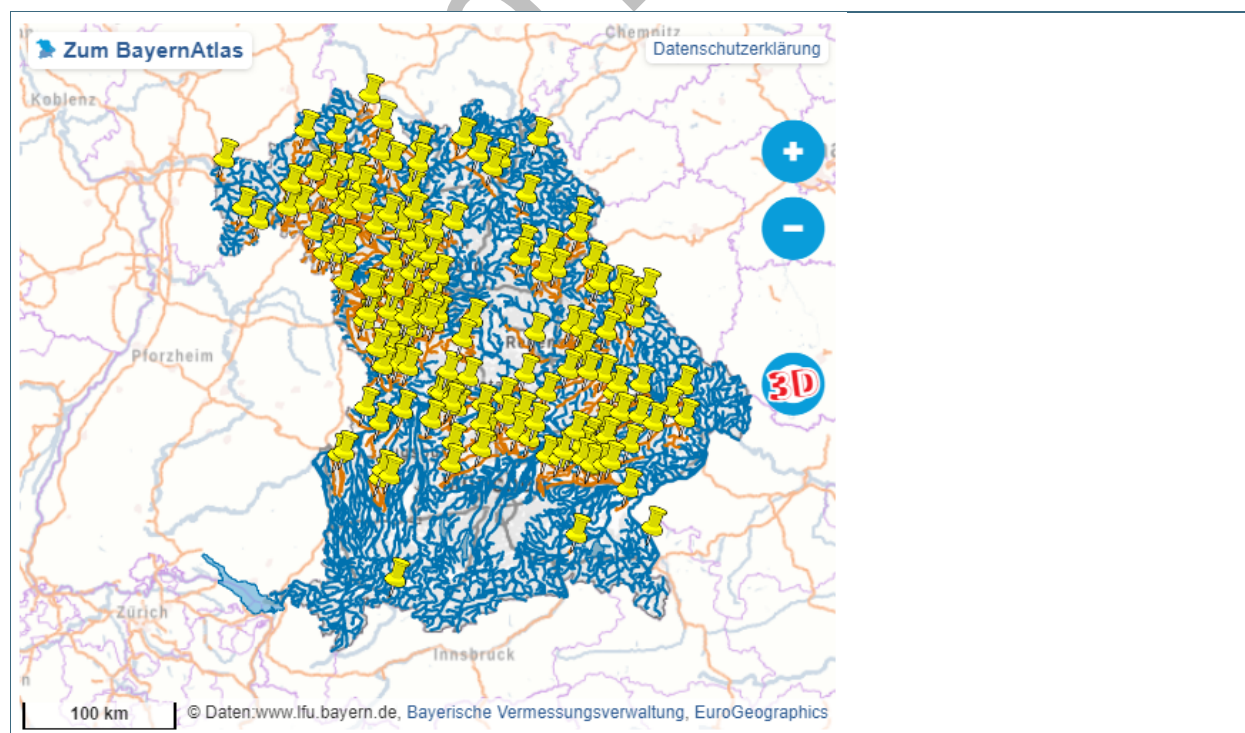 Zum BayernAtlas
Chemnitz
Datenschutzerklärung
Koblenz
Pforzheim
3D
Zürich
Innsbruck
100 km
© Daten:www.lfu.bayern.de, Bayerische Vermessungsverwaltung, EuroGeographics